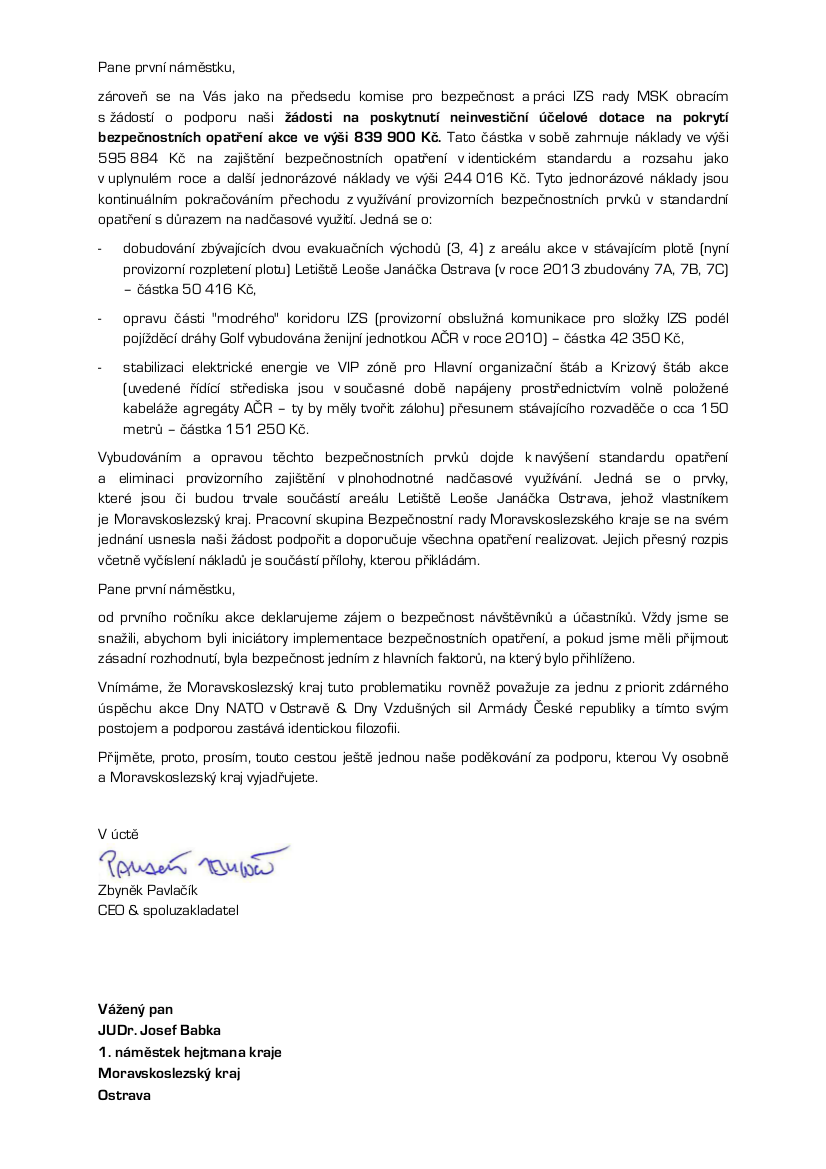 Pane první náměstku,
zároveň se na Vás jako na předsedu komise pro bezpečnost a práci IZS rady MSK obracím
s žádostí o podporu naši žádosti na poskytnutí neinvestiční účelové dotace na pokrytí
bezpečnostních opatření akce ve výši 839 900 Kč. Tato částka v sobě zahrnuje náklady ve výši
595 884 Kč na zajištění bezpečnostních opatření v identickém standardu a rozsahu jako
v uplynulém roce a další jednorázové náklady ve výši 244 016 Kč. Tyto jednorázové náklady jsou
kontinuálním pokračováním přechodu z využívání provizorních bezpečnostních prvků v standardní
opatření s důrazem na nadčasové využití. Jedná se o:
- dobudování zbývajících dvou evakuačních východů (3, 4) z areálu akce v stávajícím plotě (nyní
provizorní rozpletení plotu) Letiště Leoše Janáčka Ostrava (v roce 2013 zbudovány 7A, 7B, 7C)
– částka 50 416 Kč,
- opravu části "modrého" koridoru IZS (provizorní obslužná komunikace pro složky IZS podél
pojížděcí dráhy Golf vybudována ženijní jednotkou AČR v roce 2010) – částka 42 350 Kč,
- stabilizaci elektrické energie ve VIP zóně pro Hlavní organizační štáb a Krizový štáb akce
(uvedené řídící střediska jsou v současné době napájeny prostřednictvím volně položené
kabeláže agregáty AČR – ty by měly tvořit zálohu) přesunem stávajícího rozvaděče o cca 150
metrů – částka 151 250 Kč.
Vybudováním a opravou těchto bezpečnostních prvků dojde k navýšení standardu opatření
a eliminaci provizorního zajištění v plnohodnotné nadčasové využívání. Jedná se o prvky,
které jsou či budou trvale součástí areálu Letiště Leoše Janáčka Ostrava, jehož vlastníkem
je Moravskoslezský kraj. Pracovní skupina Bezpečnostní rady Moravskoslezského kraje se na svém
jednání usnesla naši žádost podpořit a doporučuje všechna opatření realizovat. Jejich přesný rozpis
včetně vyčíslení nákladů je součástí přílohy, kterou přikládám.
Pane první náměstku,
od prvního ročníku akce deklarujeme zájem o bezpečnost návštěvníků a účastníků. Vždy jsme se
snažili, abychom byli iniciátory implementace bezpečnostních opatření, a pokud jsme měli přijmout
zásadní rozhodnutí, byla bezpečnost jedním z hlavních faktorů, na který bylo přihlíženo.
Vnímáme, že Moravskoslezský kraj tuto problematiku rovněž považuje za jednu z priorit zdárného
úspěchu akce Dny NATO v Ostravě & Dny Vzdušných sil Armády České republiky a tímto svým
postojem a podporou zastává identickou filozofii.
Přijměte, proto, prosím, touto cestou ještě jednou naše poděkování za podporu, kterou Vy osobně
a Moravskoslezský kraj vyjadřujete.
V úctě
Zbyněk Pavlačík
CEO & spoluzakladatel
Vážený pan
JUDr. Josef Babka
1. náměstek hejtmana kraje
Moravskoslezský kraj
Ostrava